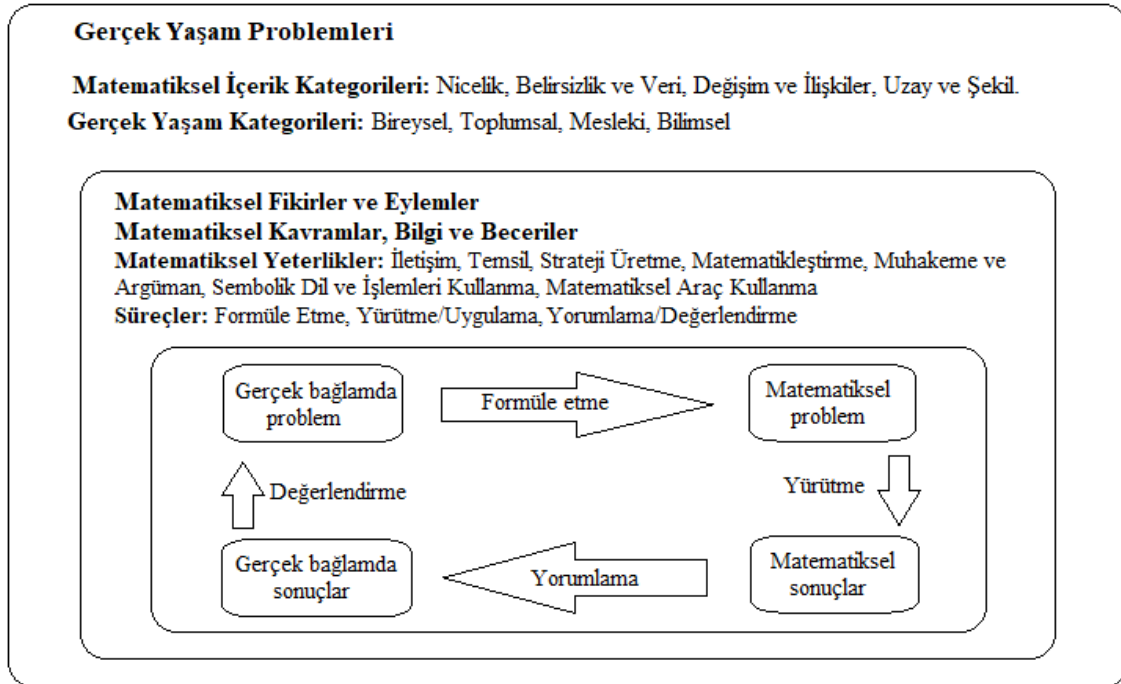 Gerçek Yaşam Problemleri
Matematiksel İçerik Kategorileri: Nicelik, Belirsizlik ve Veri, Değişim ve İlişkiler, Uzay ve Şekil.
Gerçek Yaşam Kategorileri: Bireysel, Toplumsal, Mesleki, Bilimsel
Matematiksel Fikirler ve Eylemler
Matematiksel Kavramlar, Bilgi ve Beceriler
Matematiksel Yeterlikler: İletişim, Temsil, Strateji Üretme, Matematikleştirme, Muhakeme ve
Argüman, Sembolik Dil ve İşlemleri Kullanma, Matematiksel Araç Kullanma
Süreçler: Formüle Etme, Yürütme/Uygulama, Yorumlama/Değerlendirme
Gerçek bağlamda
problem
Formüle etme
Matematiksel
problem
Değerlendirme
Yürütme
Gerçek bağlamda
sonuçlar
Yorumlama
Matematiksel
sonuçlar